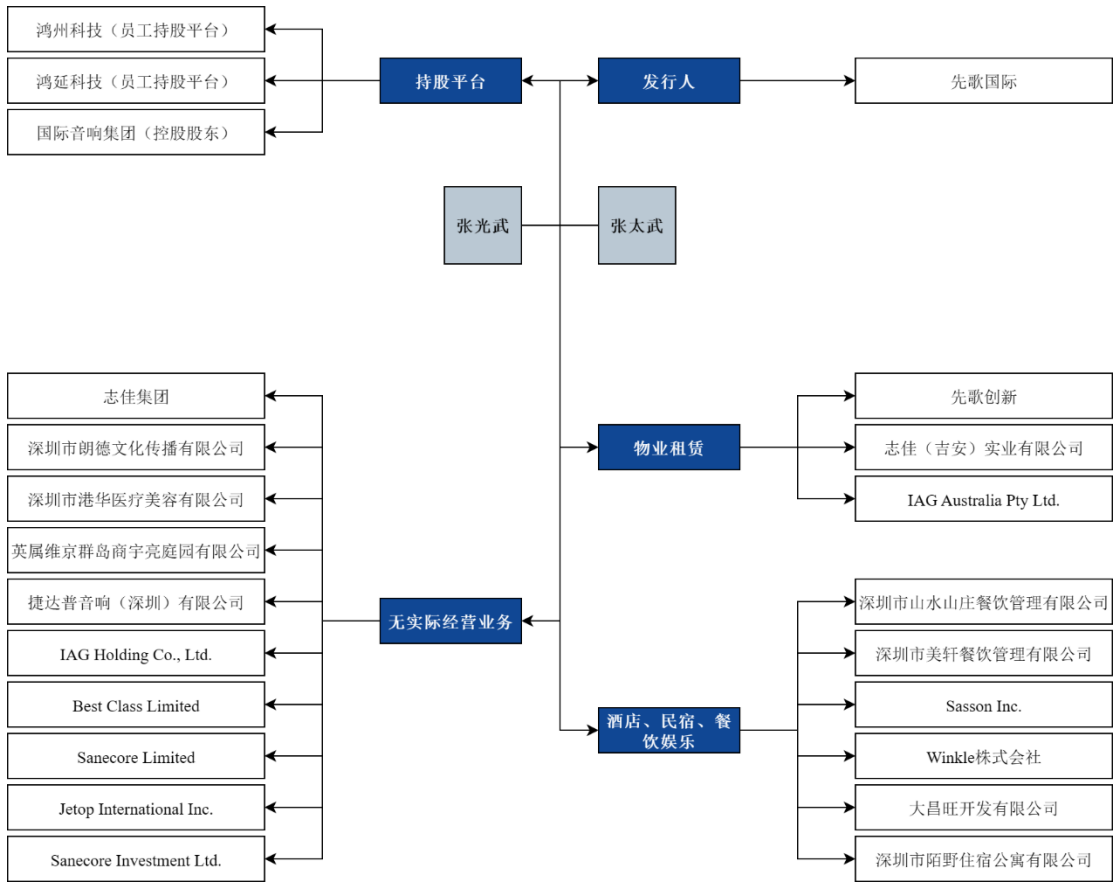 鸿州科技（员工持股平台）
鸿延科技（员工持股平台）
国际音响集团（控股股东）
持股平台
发行人
先歌国际
张光武
张太武
志佳集团
深圳市朗德文化传播有限公司
深圳市港华医疗美容有限公司
英属维京群岛商宇亮庭园有限公司
捷达普音响（深圳）有限公司
IAG Holding Co., Ltd.
Best Class Limited
Sanecore Limited
Jetop International Inc.
Sanecore Investment Ltd.
无实际经营业务
物业租赁
先歌创新
志佳（吉安）实业有限公司
IAG Australia Pty Ltd.
酒店、民宿、餐
饮娱乐
深圳市山水山庄餐饮管理有限公司
深圳市美轩餐饮管理有限公司
Sasson Inc.
Winkle株式会社
大昌旺开发有限公司
深圳市陌野住宿公寓有限公司